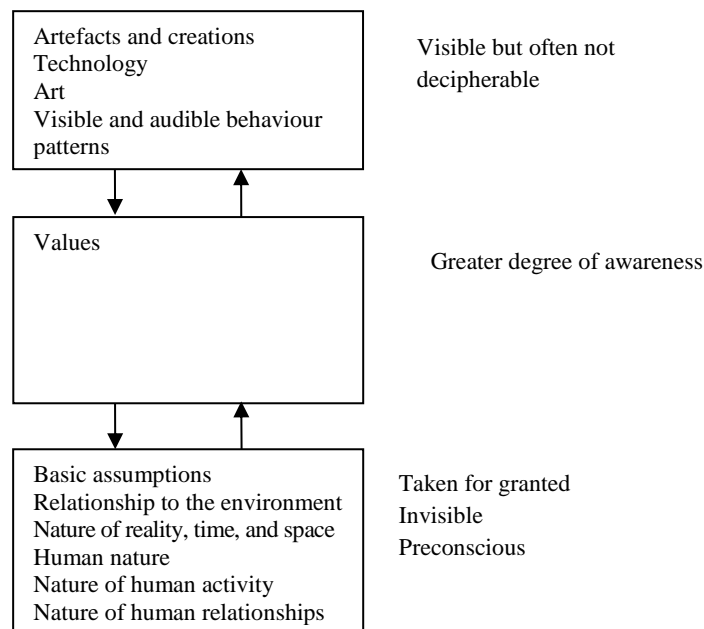 Artefacts and creations
Technology
Art
Visible and audible behaviour
patterns
Visible but often not
decipherable
Values
Greater degree of awareness
Basic assumptions
Relationship to the environment
Nature of reality, time, and space
Human nature
Nature of human activity
Nature of human relationships
Taken for granted
Invisible
Preconscious